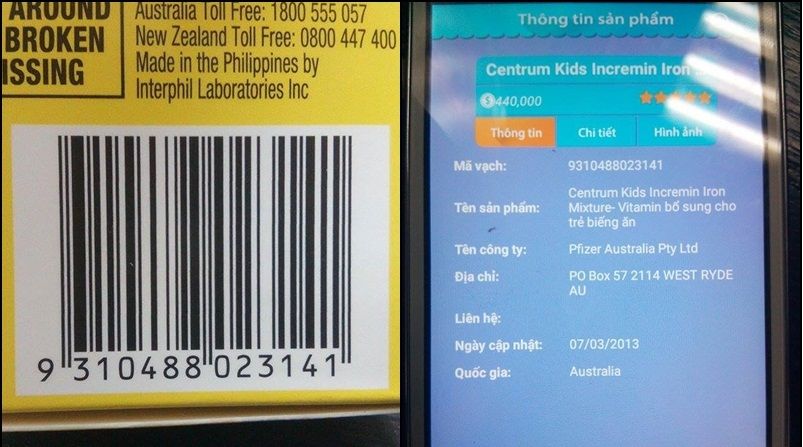 AROUND
BROKEN
ISSING
Australia Toll Free: 1800 555 057
New Zealand Toll Free: 0800 447 400
Made in the Philippines by
Interphil Laboratories Inc
9 310488 023141
Thông tin sản phẩm
Centrum Kids Incremin Iron
$ 440,000
Thông tin Chi tiết Hình ảnh
Mã vạch: 9310488023141
Tên sản phẩm: Centrum Kids Incremin Iron
Mixture- Vitamin bổ sung cho
trẻ biếng ăn
Tên công ty: Pfizer Australia Pty Ltd
Địa chỉ: PO Box 57 2114 WEST RYDE
AU
Liên hệ:
Ngày cập nhật: 07/03/2013
Quốc gia: Australia